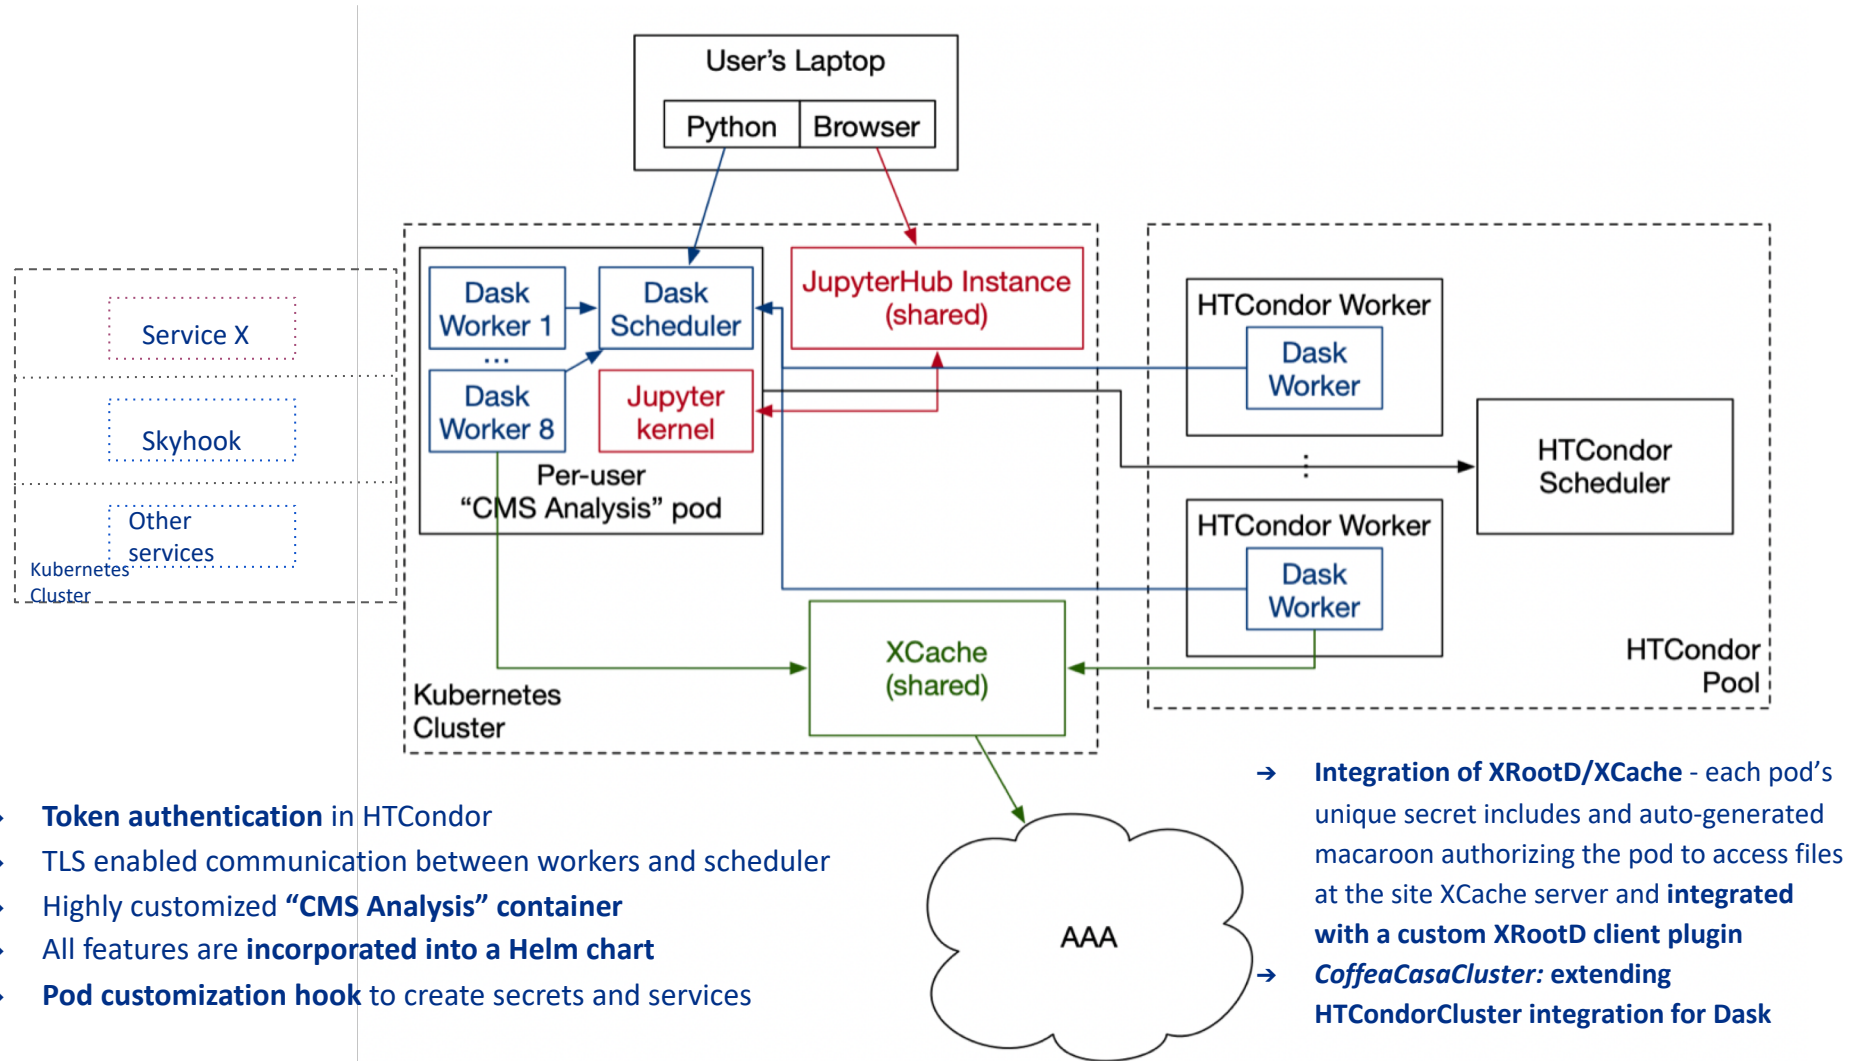 User's Laptop
Python
Browser
Service X
Skyhook
Other
services
Kubernetes
Cluster
Dask
Worker 1
...
Dask
Worker 8
Dask
Scheduler
Jupyter
kernel
Per-user
“CMS Analysis” pod
JupyterHub Instance
(shared)
XCache
(shared)
Kubernetes
Cluster
HTCondor Worker
Dask
Worker
HTCondor Worker
Dask
Worker
HTCondor
Scheduler
HTCondor
Pool
AAA
Token authentication in HTCondor
TLS enabled communication between workers and scheduler
Highly customized “CMS Analysis” container
All features are incorporated into a Helm chart
Pod customization hook to create secrets and services
➔ Integration of XRootD/XCache - each pod’s
unique secret includes and auto-generated
macaroon authorizing the pod to access files
at the site XCache server and integrated
with a custom XRootD client plugin
➔ CoffeaCasaCluster: extending
HTCondorCluster integration for Dask